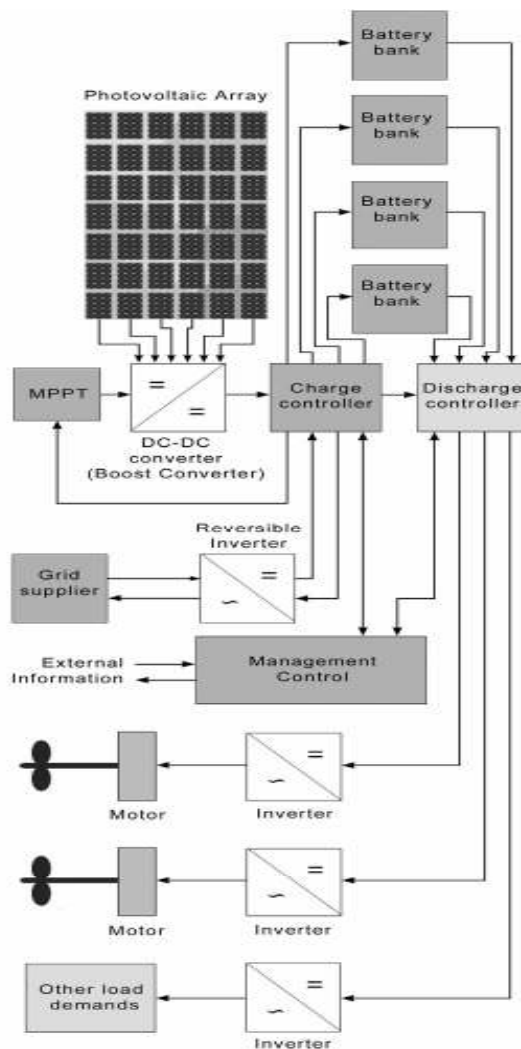 Battery
bank
Photovoltaic Array
Battery
bank
Battery
bank
Battery
bank
MPPT
=
=
Charge
controller
Discharge
controller
DC-DC
converter
(Boost Converter)
Reversible
Inverter
Grid
supplier
=
~
External
Information
Management
Control
=
~
Motor
Inverter
=
~
Motor
Inverter
Other load
demands
=
~
Inverter